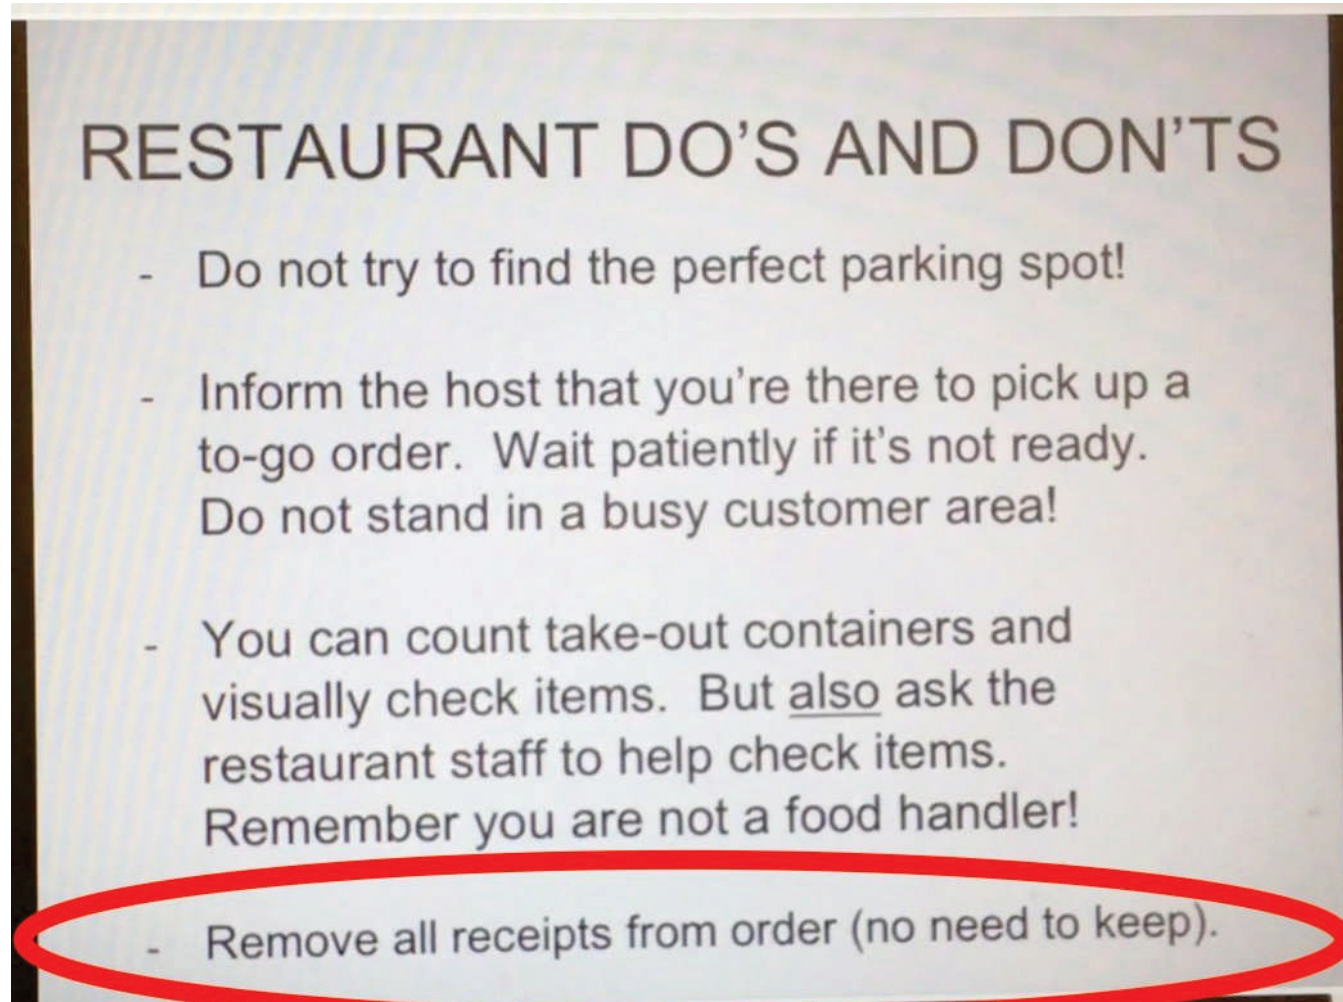 RESTAURANT DO'S AND DON'TS
- Do not try to find the perfect parking spot!
- Inform the host that you're there to pick up a
to-go order.  Wait patiently if it's not ready.
Do not stand in a busy customer area!
- You can count take-out containers and
visually check items.  But also ask the
restaurant staff to help check items.
Remember you are not a food handler!
- Remove all receipts from order (no need to keep).